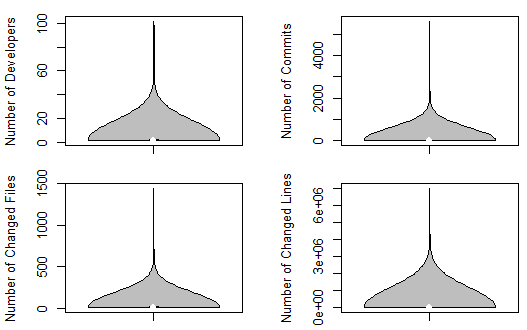 Number of Developers
100
60
20
0
Number of Commits
4000
2000
0
Number of Changed Files
1500
1000
500
0
Number of Changed Lines
6e+06
3e+06
0e+00